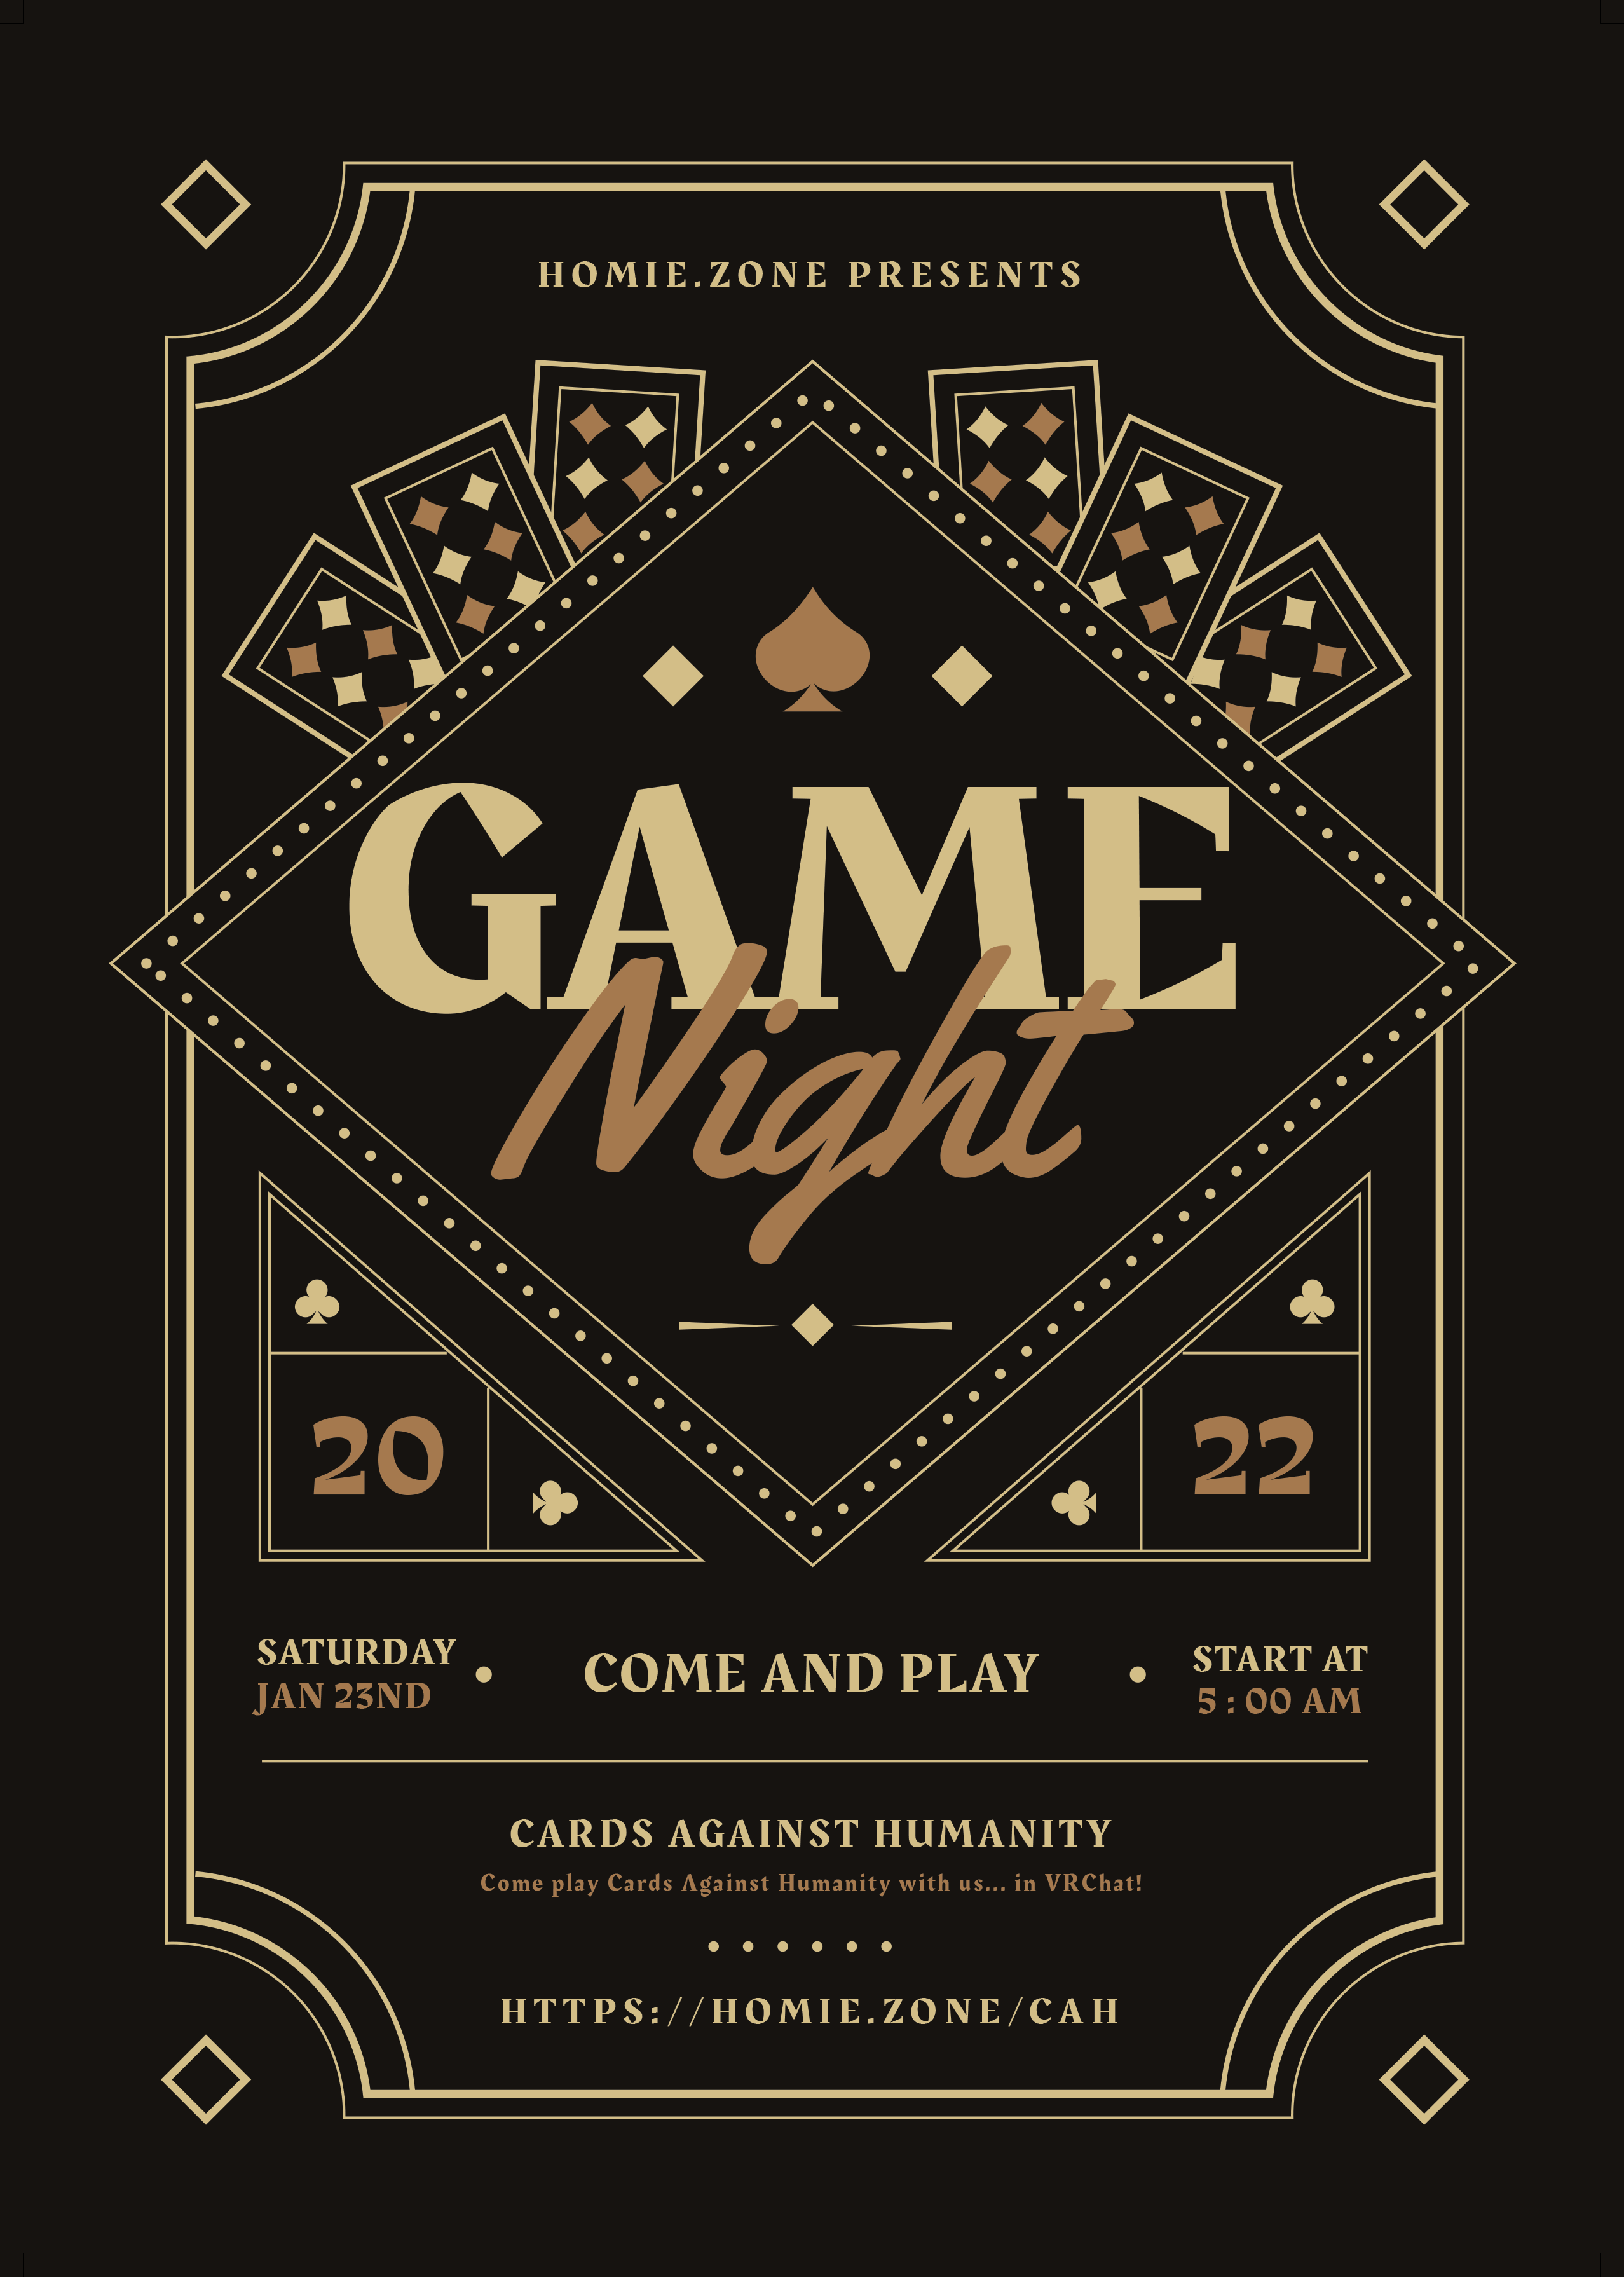 HOMIE.ZONE PRESENTS
GAME
Night
20
22
SATURDAY
JAN 23ND
COME AND PLAY
START AT
5 : 00 AM
CARDS AGAINST HUMANITY
Come play Cards Against Humanity with us... in VRChat!
HTTPS://HOMIE.ZONE/CAH